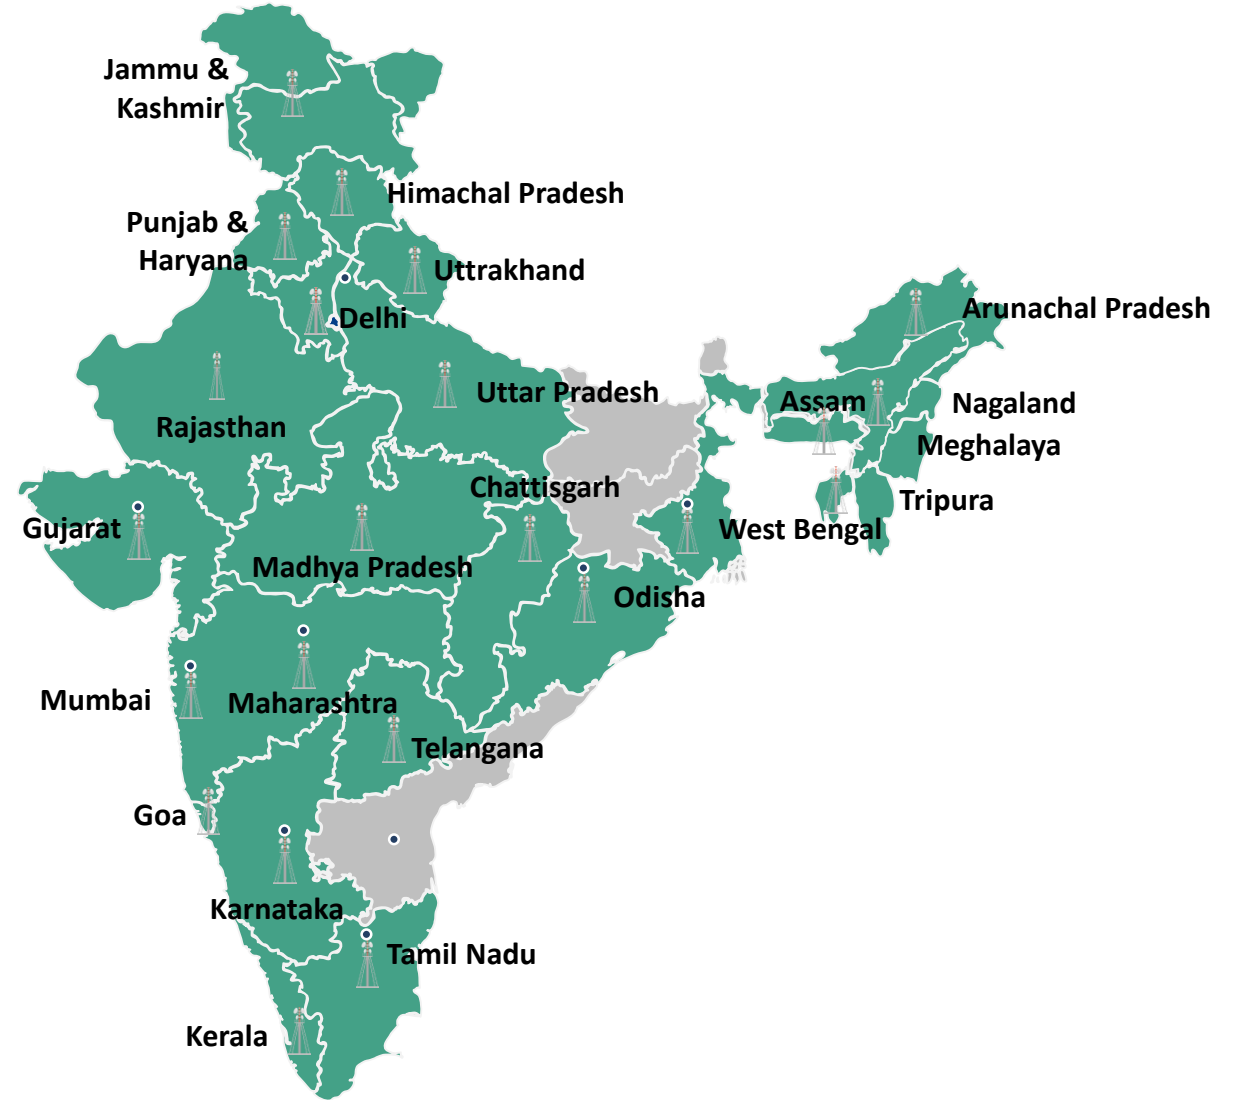 Jammu &
Kashmir
Himachal Pradesh
Punjab &
Haryana
Uttrakhand
Delhi
Arunachal Pradesh
Uttar Pradesh
Assam
Nagaland
Rajasthan
Meghalaya
Chattisgarh
Tripura
Gujarat
West Bengal
Madhya Pradesh
Odisha
Mumbai
Maharashtra
Telangana
Goa
Karnataka
Tamil Nadu
Kerala